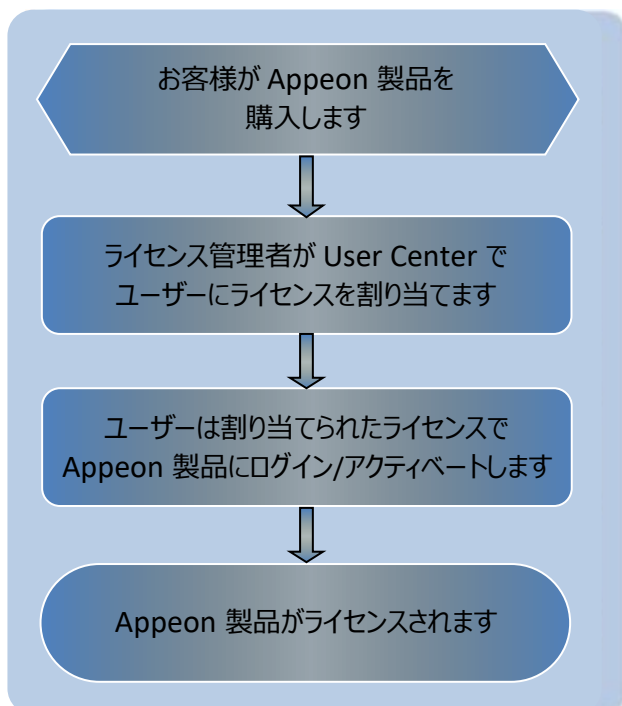 お客様が Appeon 製品を
購入します
ライセンス管理者が User Center で
ユーザーにライセンスを割り当てます
ユーザーは割り当てられたライセンスで
Appeon 製品にログイン/アクティベートします
Appeon 製品がライセンスされます